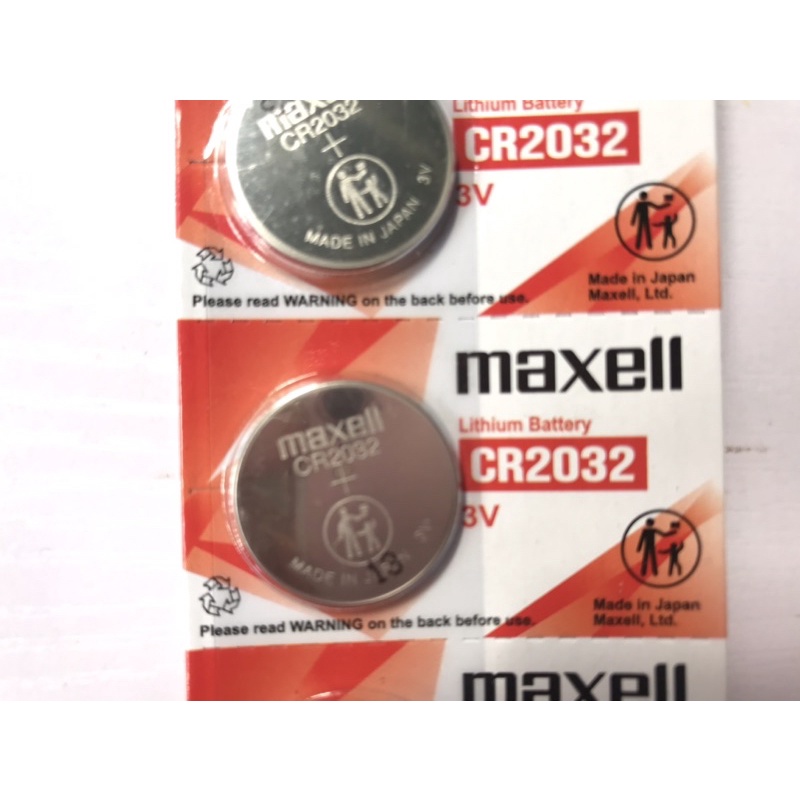 maxell
CR2032
+
3V
MADE IN JAPAN
Lithium Battery
CR2032
3V
Made in Japan
Maxell, Ltd.
Please read WARNING on the back before use.
maxell
Lithium Battery
CR2032
3V
maxell
CR2032
+
3V
MADE IN
13
Made in Japan
Maxell, Ltd.
Please read WARNING on the back before use.
maxell